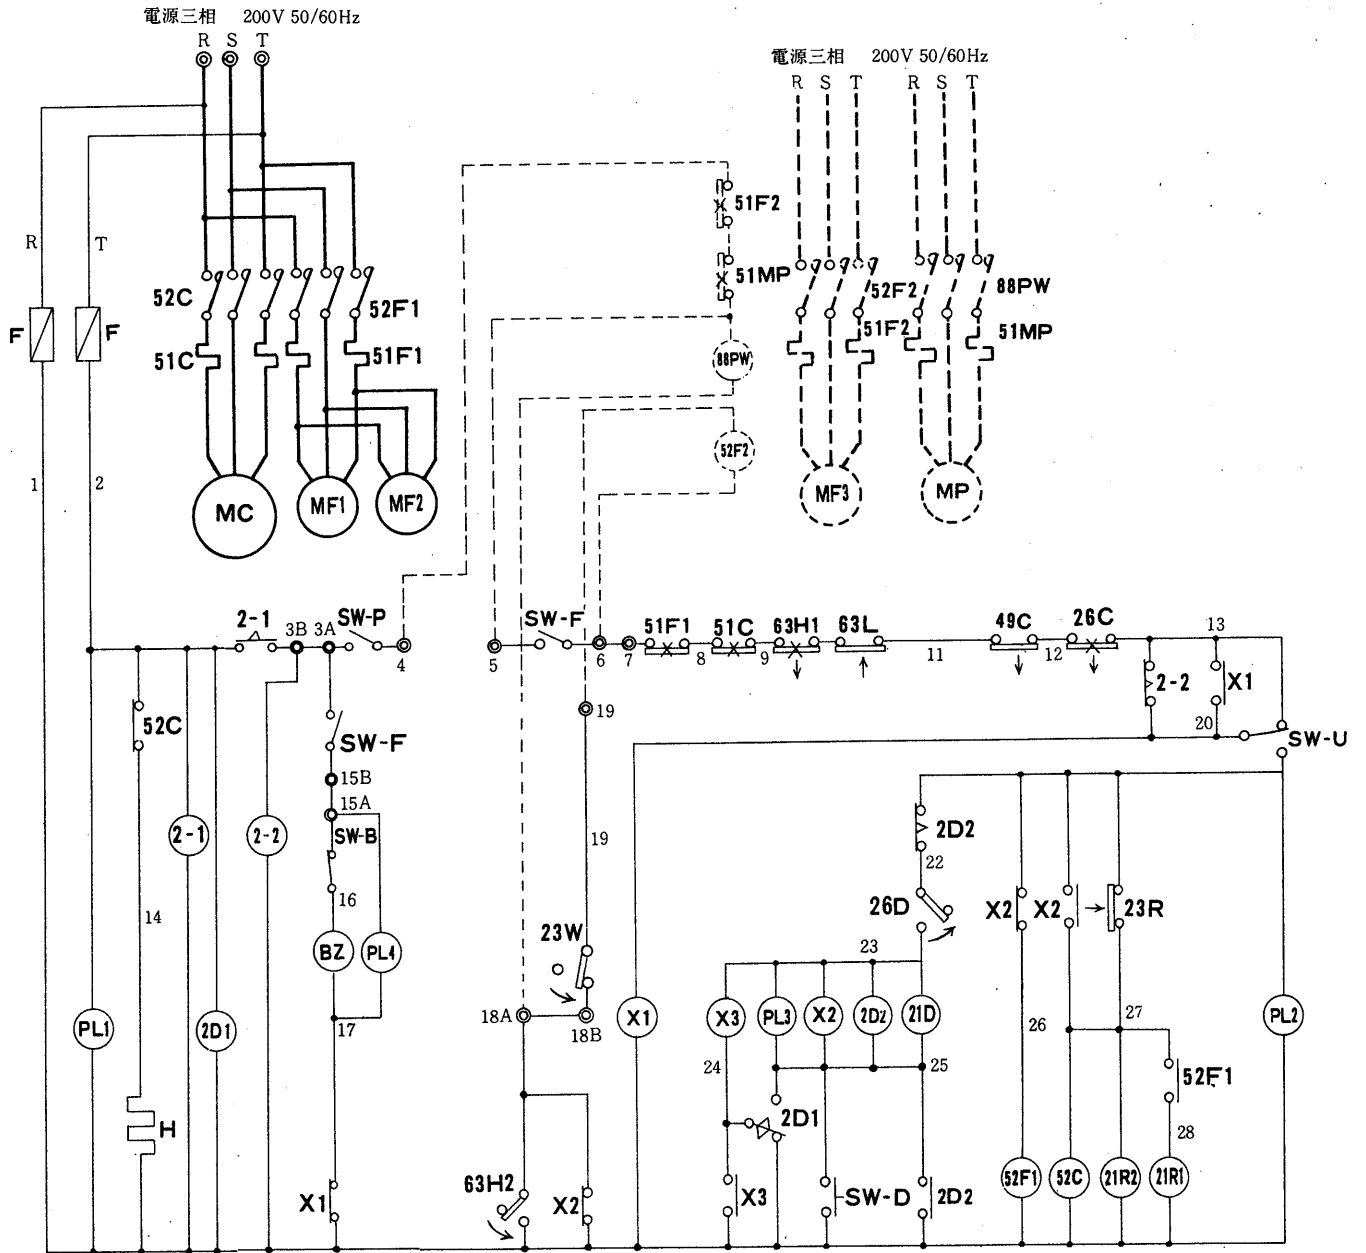 電源三相 200V 50/60Hz
R S T
電源三相 200V 50/60Hz
R S T R S T
51F2
R T
51MP
52C 52F1
52F2 88PW
F F
51C 51F1
51F2 51MP
88PW
52F2
1 2
MC MF1 MF2
MF3 MP
2-1 3B 3A SW-P 4
5 SW-F 6 7 51F1 8 51C 9 63H1 63L 11 49C 12 26C 13
2-2 X1
52C
19
20
SW-F
SW-U
15B
15A
2-1 2-2 SW-B
2D2
19
22
14 16
26D X2 X2 23R
23W
23
BZ PL4
PL1 2D1
18A 18B
X1
X3 PL3 X2 2D2 21D
26 27
PL2
17
24 25
52F1
H
2D1
28
X1
63H2 X2
X3 SW-D 2D2
52F1 52C 21R2 21R1